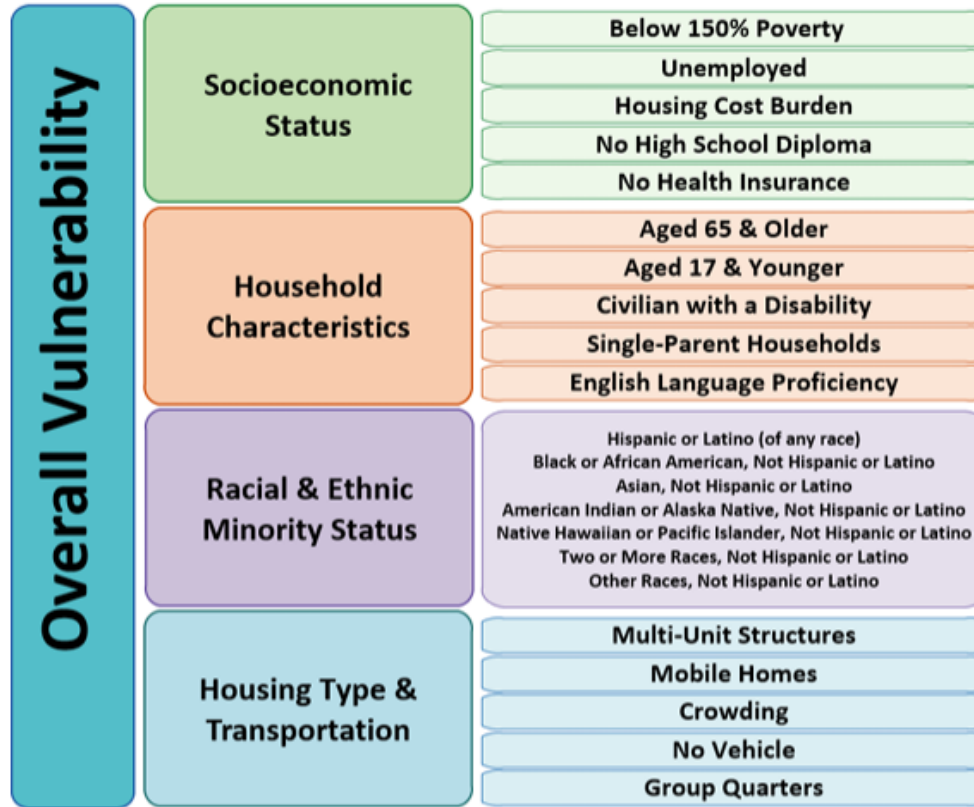 Overall Vulnerability
Socioeconomic
Status
Below 150% Poverty
Unemployed
Housing Cost Burden
No High School Diploma
No Health Insurance
Household
Characteristics
Aged 65 & Older
Aged 17 & Younger
Civilian with a Disability
Single-Parent Households
English Language Proficiency
Racial & Ethnic
Minority Status
Hispanic or Latino (of any race)
Black or African American, Not Hispanic or Latino
Asian, Not Hispanic or Latino
American Indian or Alaska Native, Not Hispanic or Latino
Native Hawaiian or Pacific Islander, Not Hispanic or Latino
Two or More Races, Not Hispanic or Latino
Other Races, Not Hispanic or Latino
Housing Type &
Transportation
Multi-Unit Structures
Mobile Homes
Crowding
No Vehicle
Group Quarters